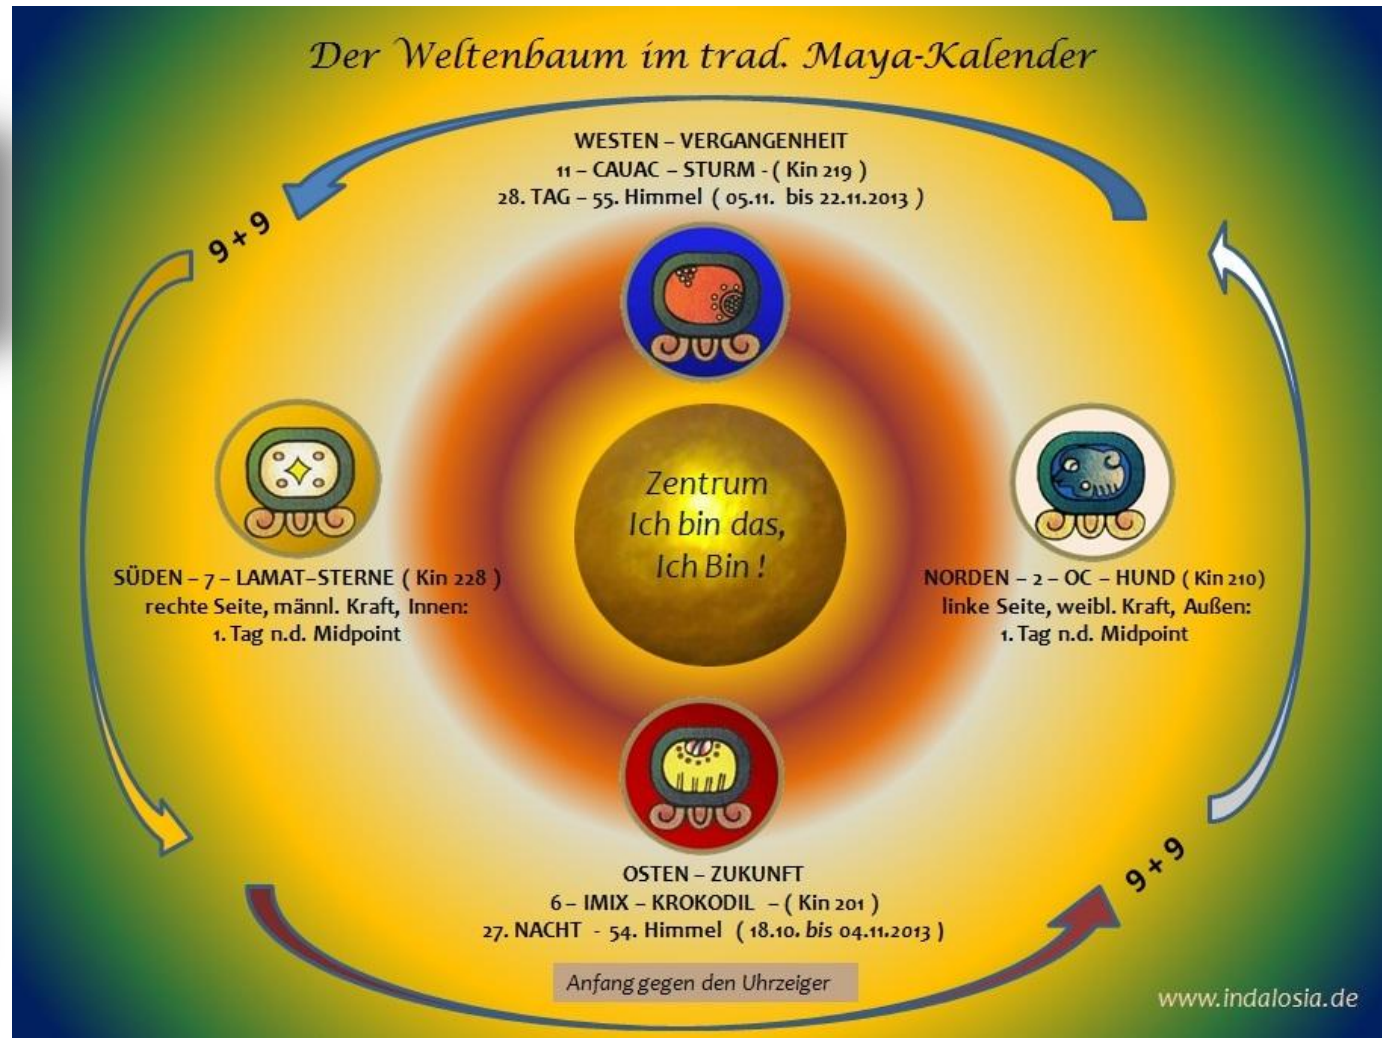 Der Weltenbaum im trad. Maya-Kalender
WESTEN – VERGANGENHEIT
11 – CAUAC – STURM - ( Kin 219 )
28. TAG – 55. Himmel ( 05.11. bis 22.11.2013 )
9 + 9
Zentrum
Ich bin das,
Ich Bin !
SÜDEN – 7 – LAMAT–STERNE ( Kin 228 )
rechte Seite, männl. Kraft, Innen:
1. Tag n.d. Midpoint
NORDEN – 2 – OC – HUND ( Kin 210)
linke Seite, weibl. Kraft, Außen:
1. Tag n.d. Midpoint
9 + 9
OSTEN – ZUKUNFT
6 – IMIX – KROKODIL – ( Kin 201 )
27. NACHT - 54. Himmel ( 18.10. bis 04.11.2013 )
Anfang gegen den Uhrzeiger
www.indalosia.de